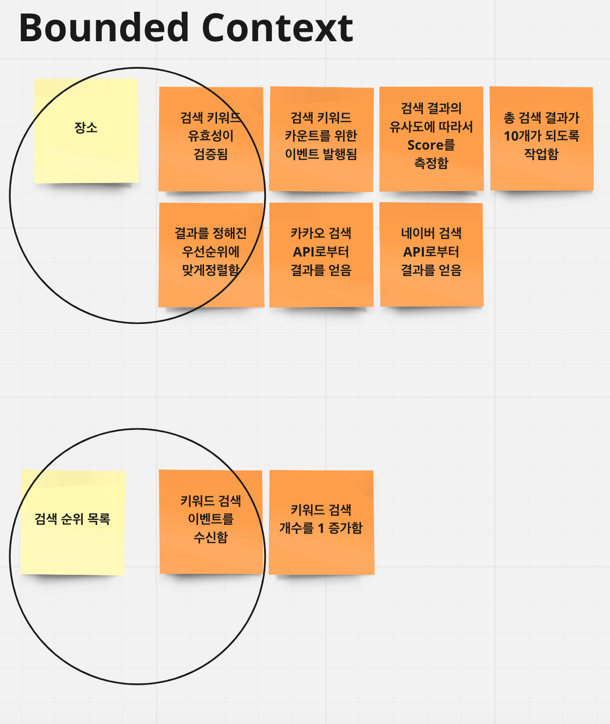 Bounded Context
장소
검색 키워드
유효성이
검증됨
검색 키워드
카운트를 위한
이벤트 발행됨
검색 결과의
유사도에 따라서
Score를
측정함
총 검색 결과가
10개가 되도록
작업함
결과를 정해진
우선순위에
맞게정렬함
카카오 검색
API로부터
결과를 얻음
네이버 검색
API로부터
결과를 얻음
검색 순위 목록
키워드 검색
이벤트를
수신함
키워드 검색
개수를 1 증가함